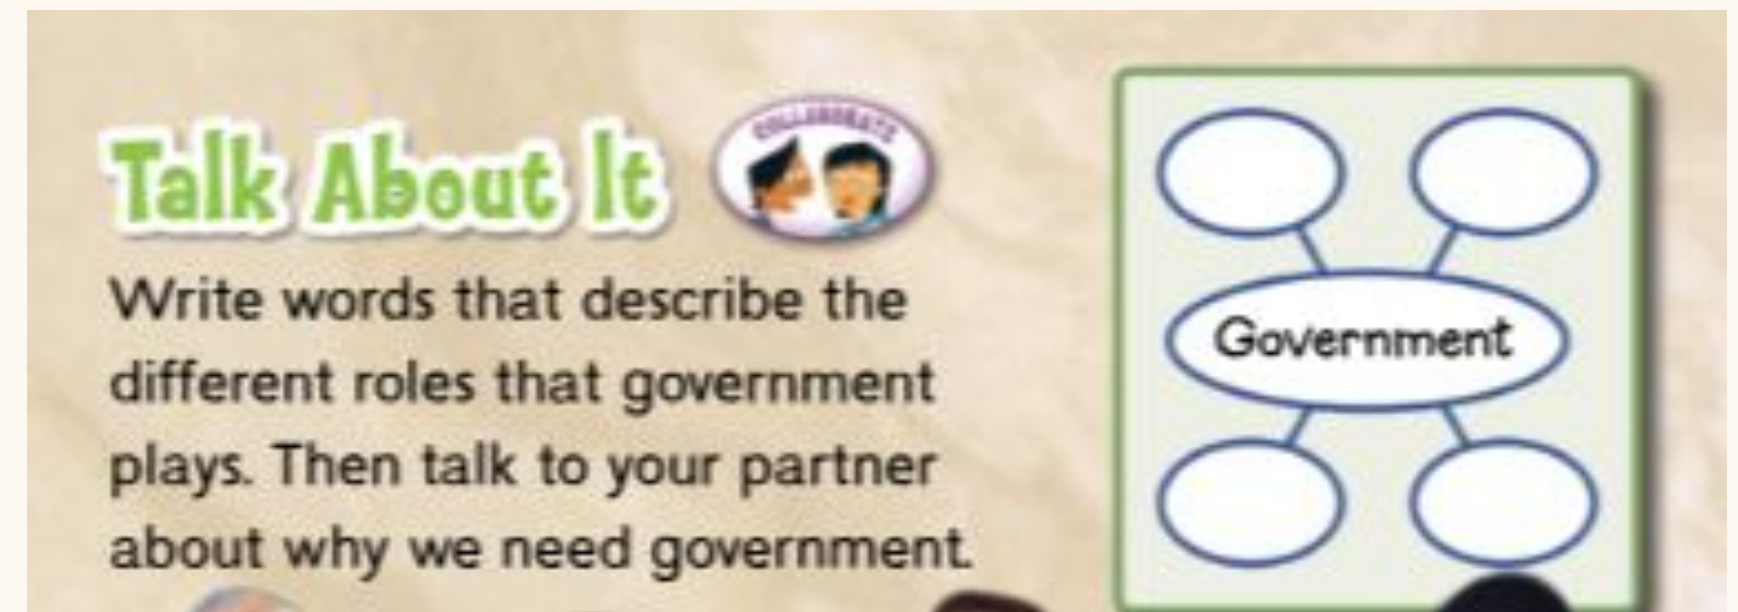 Talk About It
COLLABORATE
Write words that describe the
different roles that government
plays. Then talk to your partner
about why we need government.
Government